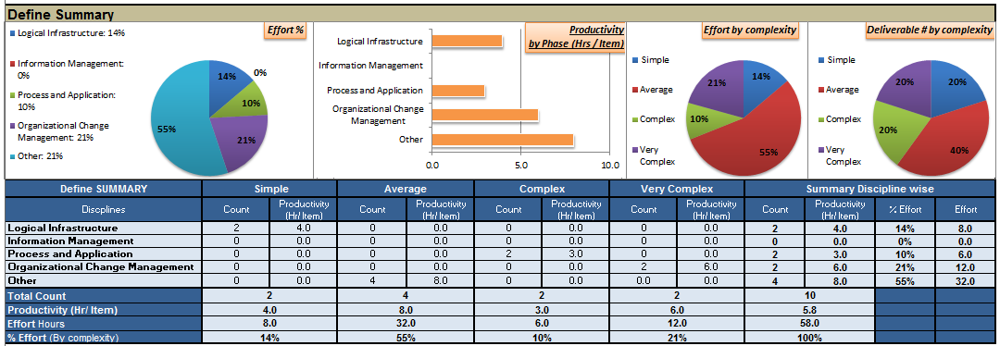 Define Summary
Logical Infrastructure: 14%
Information Management:
0%
Process and Application:
10%
Organizational Change
Management: 21%
Other: 21%
Effort %
14%
0%
10%
21%
55%
Productivity
by Phase (Hrs / Item)
Logical Infrastructure
Information Management
Process and Application
Organizational Change
Management
Other
0.0 5.0 10.0
Effort by complexity
Simple
Average
Complex
Very
Complex
14%
55%
10%
21%
Deliverable # by complexity
Simple
Average
Complex
Very
Complex
20%
40%
20%
20%
Define SUMMARY Simple Average Complex Very Complex Summary Discipline wise
Discplines Count Productivity (Hr/ Item) Count Productivity (Hr/ Item) Count Productivity (Hr/ Item) Count Productivity (Hr/ Item) Count Productivity (Hr/ Item) % Effort Effort
Logical Infrastructure 2 4.0 0 0.0 0 0.0 0 0.0 2 4.0 14% 8.0
Information Management 0 0.0 0 0.0 0 0.0 0 0.0 0 0.0 0% 0.0
Process and Application 0 0.0 0 0.0 2 3.0 0 0.0 2 3.0 10% 6.0
Organizational Change Management 0 0.0 0 0.0 0 0.0 2 6.0 2 6.0 21% 12.0
Other 0 0.0 4 8.0 0 0.0 0.0 0.0 4 8.0 55% 32.0
Total Count 2 4 2 2 10
Productivity (Hr/ Item) 4.0 8.0 3.0 6.0 5.8
Effort Hours 8.0 32.0 6.0 12.0 58.0
% Effort (By complexity) 14% 55% 10% 21% 100%